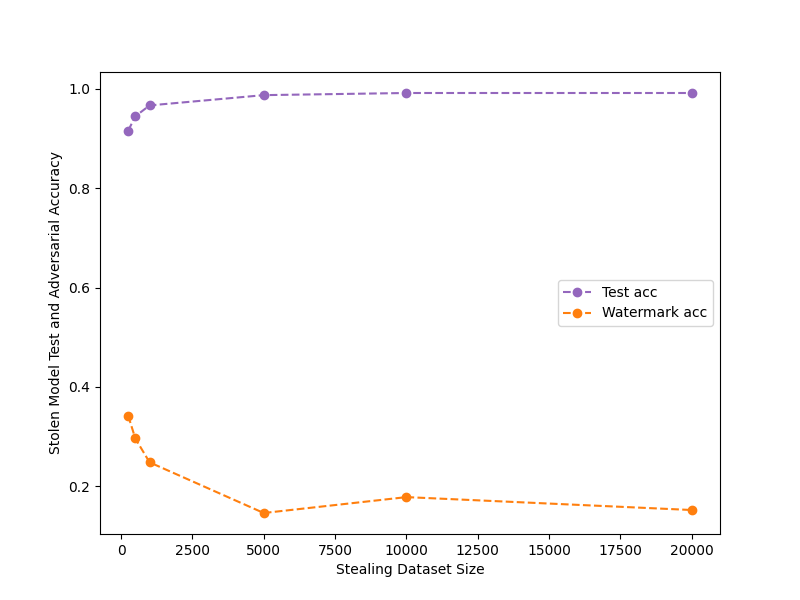 1.0
0.8
0.6
0.4
0.2
Stolen Model Test and Adversarial Accuracy
Test acc
Watermark acc
0 2500 5000 7500 10000 12500 15000 17500 20000
Stealing Dataset Size